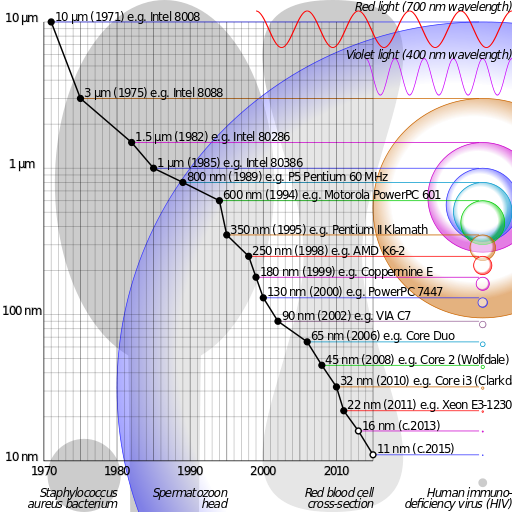 Red light (700 nm wavelength)
10 µm
10 µm (1971) e.g. Intel 8008
Violet light (400 nm wavelength)
3 µm (1975) e.g. Intel 8088
1.5 µm (1982) e.g. Intel 80286
1 µm
1 µm (1985) e.g. Intel 80386
800 nm (1989) e.g. P5 Pentium 60 MHz
600 nm (1994) e.g. Motorola PowerPC 601
350 nm (1995) e.g. Pentium II Klamath
250 nm (1998) e.g. AMD K6-2
180 nm (1999) e.g. Coppermine E
130 nm (2000) e.g. PowerPC 7447
100 nm
90 nm (2002) e.g. VIA C7
65 nm (2006) e.g. Core Duo
45 nm (2008) e.g. Core 2 (Wolfdale)
32 nm (2010) e.g. Core i3 (Clarkd
22 nm (2011) e.g. Xeon E3-1230
16 nm (c.2013)
11 nm (c.2015)
10 nm
1970 1980 1990 2000 2010
Staphylococcus aureus bacterium
Spermatozoon head
Red blood cell cross-section
Human immuno-deficiency virus (HIV)